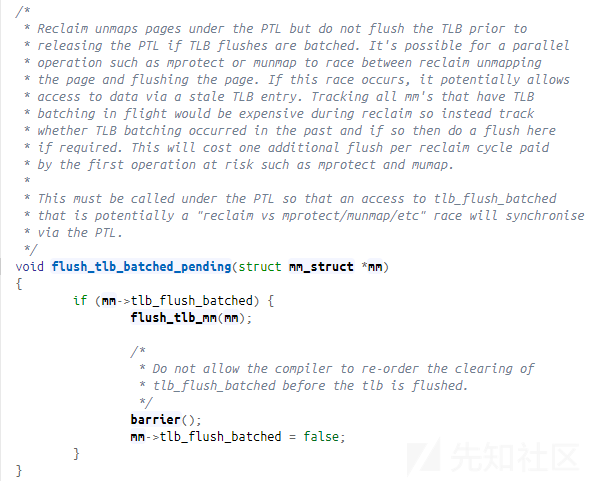 /*
 * Reclaim unmaps pages under the PTL but do not flush the TLB prior to
 * releasing the PTL if TLB flushes are batched. It's possible for a parallel
 * operation such as mprotect or munmap to race between reclaim unmapping
 * the page and flushing the page. If this race occurs, it potentially allows
 * access to data via a stale TLB entry. Tracking all mm's that have TLB
 * batching in flight would be expensive during reclaim so instead track
 * whether TLB batching occurred in the past and if so then do a flush here
 * if required. This will cost one additional flush per reclaim cycle paid
 * by the first operation at risk such as mprotect and mumap.
 *
 * This must be called under the PTL so that an access to tlb_flush_batched
 * that is potentially a "reclaim vs mprotect/munmap/etc" race will synchronise
 * via the PTL.
 */
void flush_tlb_batched_pending(struct mm_struct *mm)
{
        if (mm->tlb_flush_batched) {
                flush_tlb_mm(mm);

                /*
                 * Do not allow the compiler to re-order the clearing of
                 * tlb_flush_batched before the tlb is flushed.
                 */
                barrier();
                mm->tlb_flush_batched = false;
        }
}
先知社区